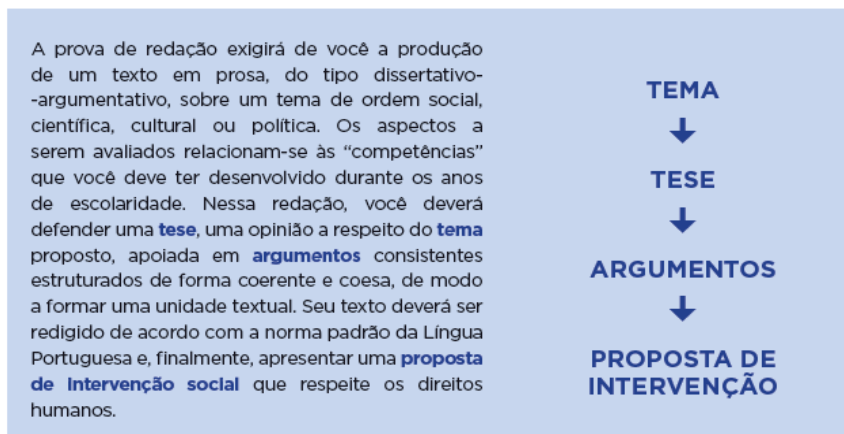 A prova de redação exigirá de você a produção
de um texto em prosa, do tipo dissertativo-
-argumentativo, sobre um tema de ordem social,
científica, cultural ou política. Os aspectos a
serem avaliados relacionam-se às “competências”
que você deve ter desenvolvido durante os anos
de escolaridade. Nessa redação, você deverá
defender uma tese, uma opinião a respeito do tema
proposto, apoiada em argumentos consistentes
estruturados de forma coerente e coesa, de modo
a formar uma unidade textual. Seu texto deverá ser
redigido de acordo com a norma padrão da Língua
Portuguesa e, finalmente, apresentar uma proposta
de intervenção social que respeite os direitos
humanos.
TEMA
TESE
ARGUMENTOS
PROPOSTA DE
INTERVENÇÃO